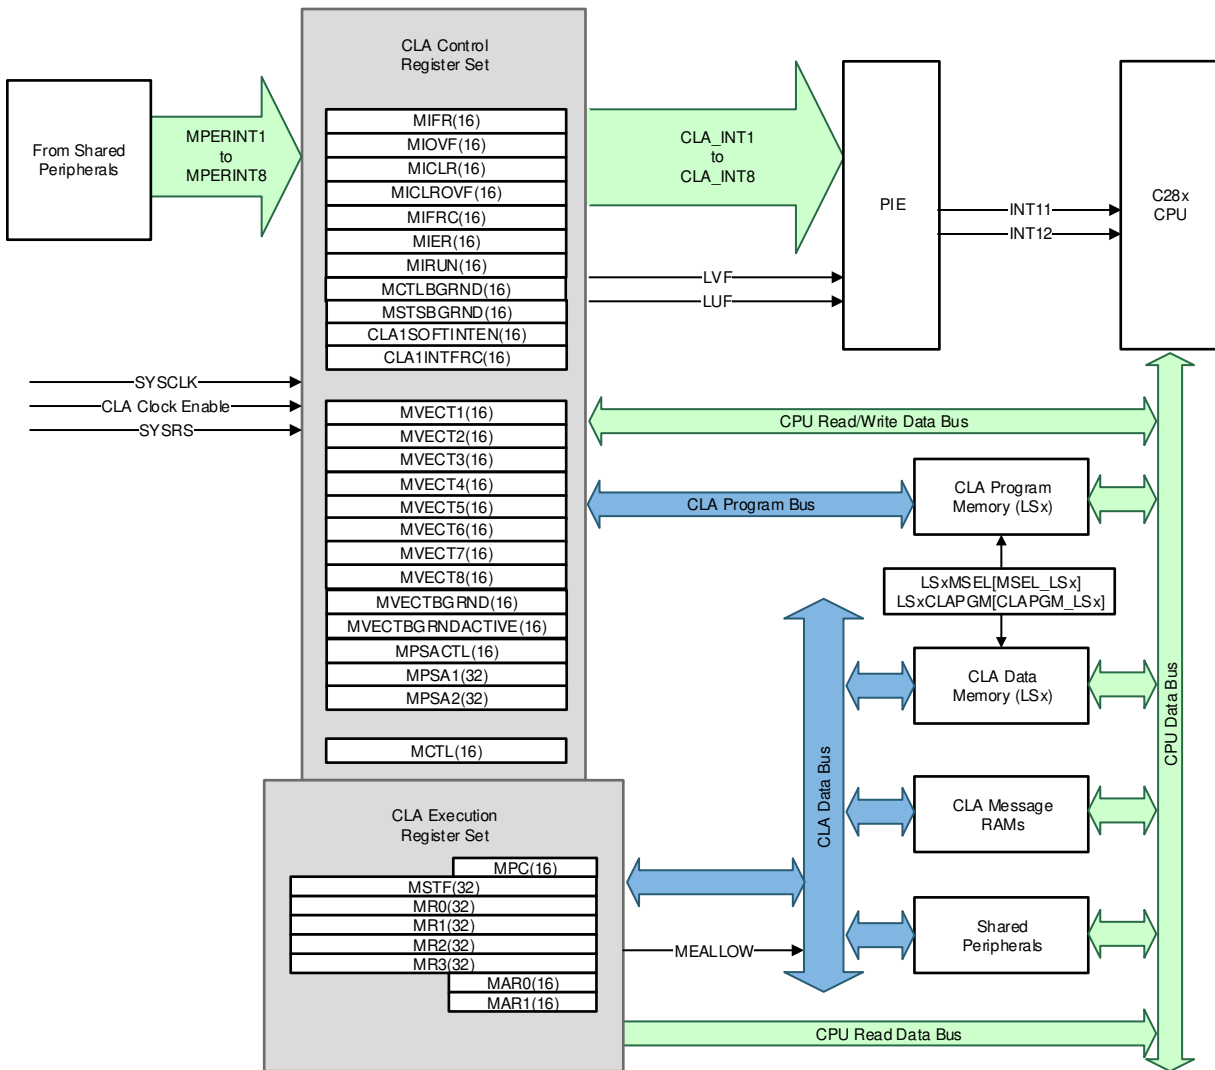 CLA Control
Register Set
From Shared
Peripherals
MPERINT1
to
MPERINT8
MIFR(16)
MIOVF(16)
MICLR(16)
MICLROVF(16)
MIFRC(16)
MIER(16)
MIRUN(16)
MCTLBGRND(16)
MSTSBGRND(16)
CLA1SOFTINTEN(16)
CLA1INTFRC(16)
CLA_INT1
to
CLA_INT8
LVF
LUF
PIE
INT11
INT12
C28x
CPU
SYSCLK
CLA Clock Enable
SYSRS
MVECT1(16)
MVECT2(16)
MVECT3(16)
MVECT4(16)
MVECT5(16)
MVECT6(16)
MVECT7(16)
MVECT8(16)
MVECTBGRND(16)
MVECTBGRNDACTIVE(16)
MPSACTL(16)
MPSA1(32)
MPSA2(32)
MCTL(16)
CPU Read/Write Data Bus
CLA Program Bus
CLA Program
Memory (LSx)
LSxMSEL[MSEL_LSx]
LSxCLAPGM[CLAPGM_LSx]
CLA Data
Memory (LSx)
CLA Message
RAMs
Shared
Peripherals
CLA Data Bus
CPU Data Bus
CLA Execution
Register Set
MPC(16)
MSTF(32)
MR0(32)
MR1(32)
MR2(32)
MR3(32)
MAR0(16)
MAR1(16)
MEALLOW
CPU Read Data Bus